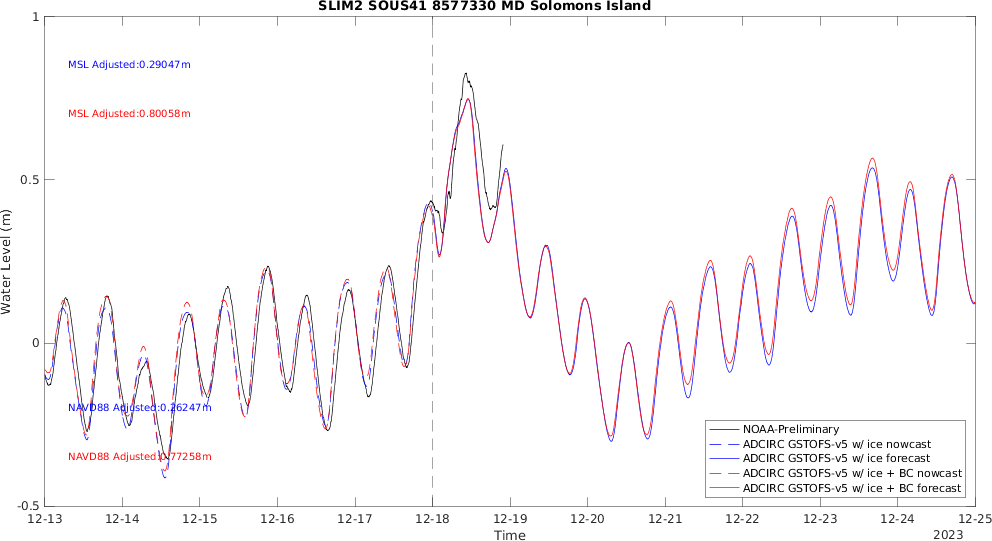 SLIM2 SOUS41 8577330 MD Solomons Island
1
MSL Adjusted:0.29047m
MSL Adjusted:0.80058m
0.5
Water Level (m)
0
NAVD88 Adjusted:0.26247m
NAVD88 Adjusted:0.77258m
-0.5
NOAA-Preliminary
ADCIRC GSTOFS-v5 w/ ice nowcast
ADCIRC GSTOFS-v5 w/ ice forecast
ADCIRC GSTOFS-v5 w/ ice + BC nowcast
ADCIRC GSTOFS-v5 w/ ice + BC forecast
12-13 12-14 12-15 12-16 12-17 12-18 12-19 12-20 12-21 12-22 12-23 12-24 12-25
Time
2023